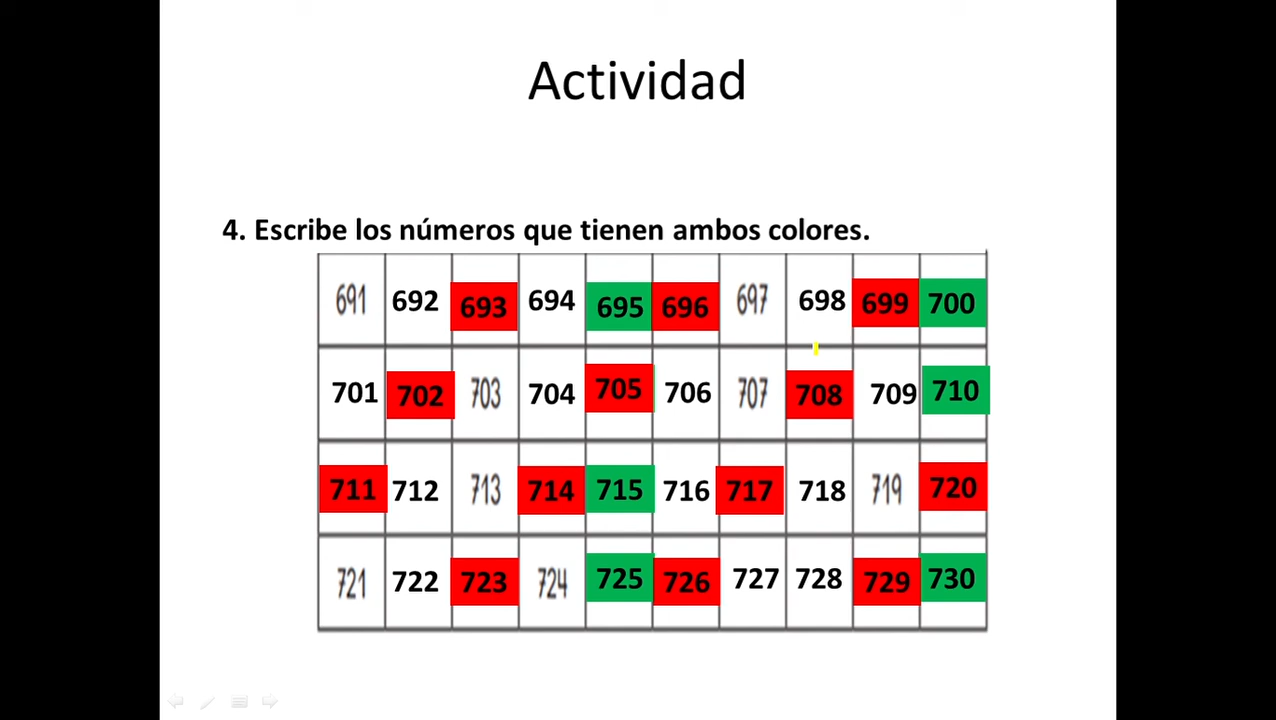 Actividad
4. Escribe los números que tienen ambos colores.
691 692 693 694 695 696 697 698 699 700
701 702 703 704 705 706 707 708 709 710
711 712 713 714 715 716 717 718 719 720
721 722 723 724 725 726 727 728 729 730